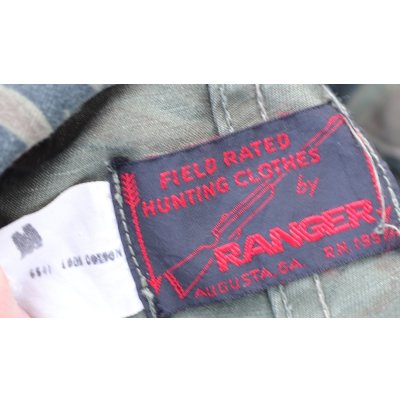 FIELD RATED
HUNTING CLOTHES
by
RANGER
AUGUSTA, GA